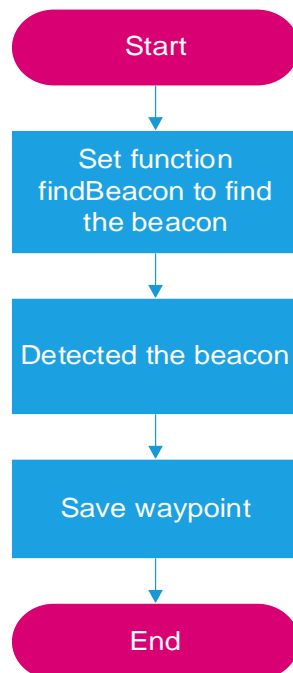 Start
Set function
findBeacon to find
the beacon
Detected the beacon
Save waypoint
End